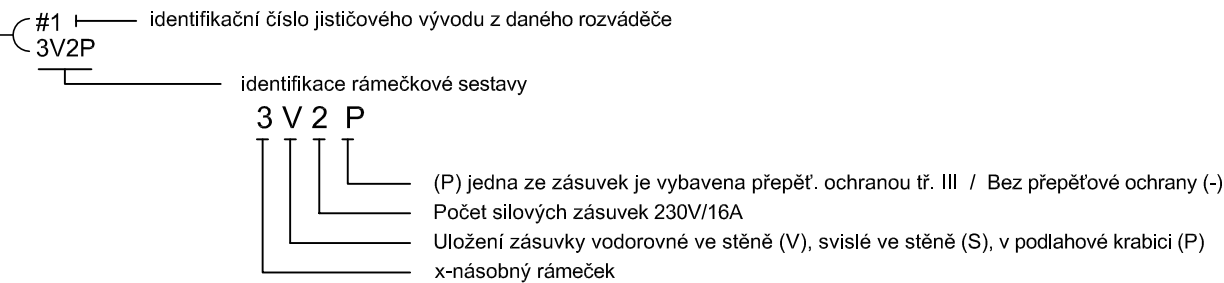 #1 identifikační číslo jističového vývodu z daného rozváděče
3V2P
identifikace rámečkové sestavy
3 V 2 P
(P) jedna ze zásuvek je vybavena přepěť. ochranou tř. III / Bez přepěťové ochrany (-)
Počet silových zásuvek 230V/16A
Uložení zásuvky vodorovné ve stěně (V), svislé ve stěně (S), v podlahové krabici (P)
x-násobný rámeček